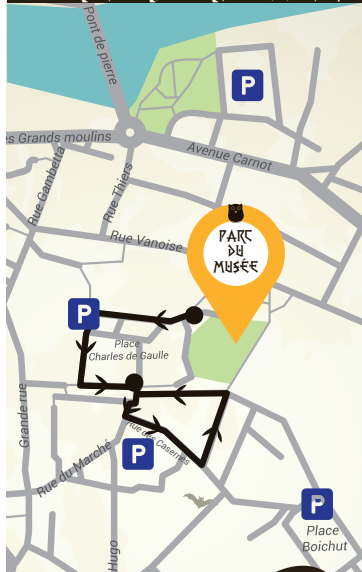 Pont de pierre
P
es Grands moulins
Avenue Carnot
Rue Gambetta
Rue Thiers
PARC
DU
MUSÉE
Rue Vanoise
P
Place
Charles de Gaulle
Grande rue
Rue des Casernes
Rue du Marché
P
P
Place
Boichut
Hugo